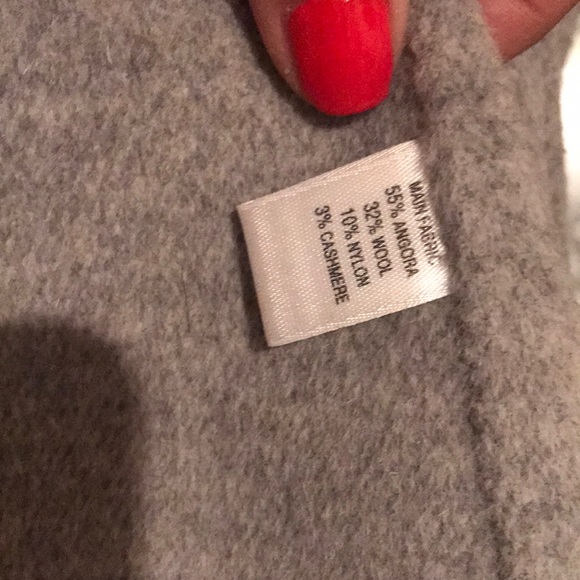 MAIN FABRIC
55% ANGORA
32% WOOL
10% NYLON
3% CASHMERE